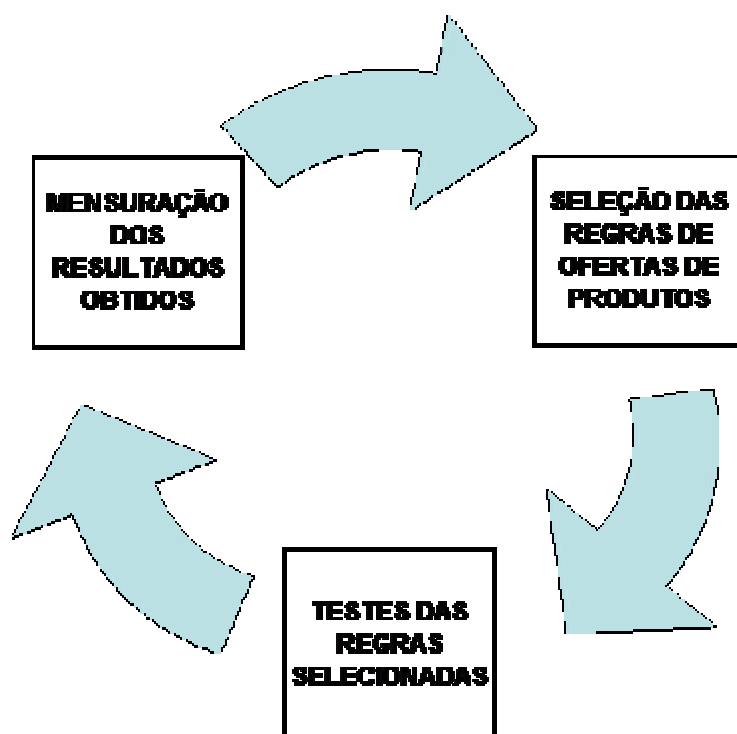 MENSURAÇÃO
DOS
RESULTADOS
OBTIDOS
SELEÇÃO DAS
REGRAS DE
OFERTAS DE
PRODUTOS
TESTES DAS
REGRAS
SELECIONADAS